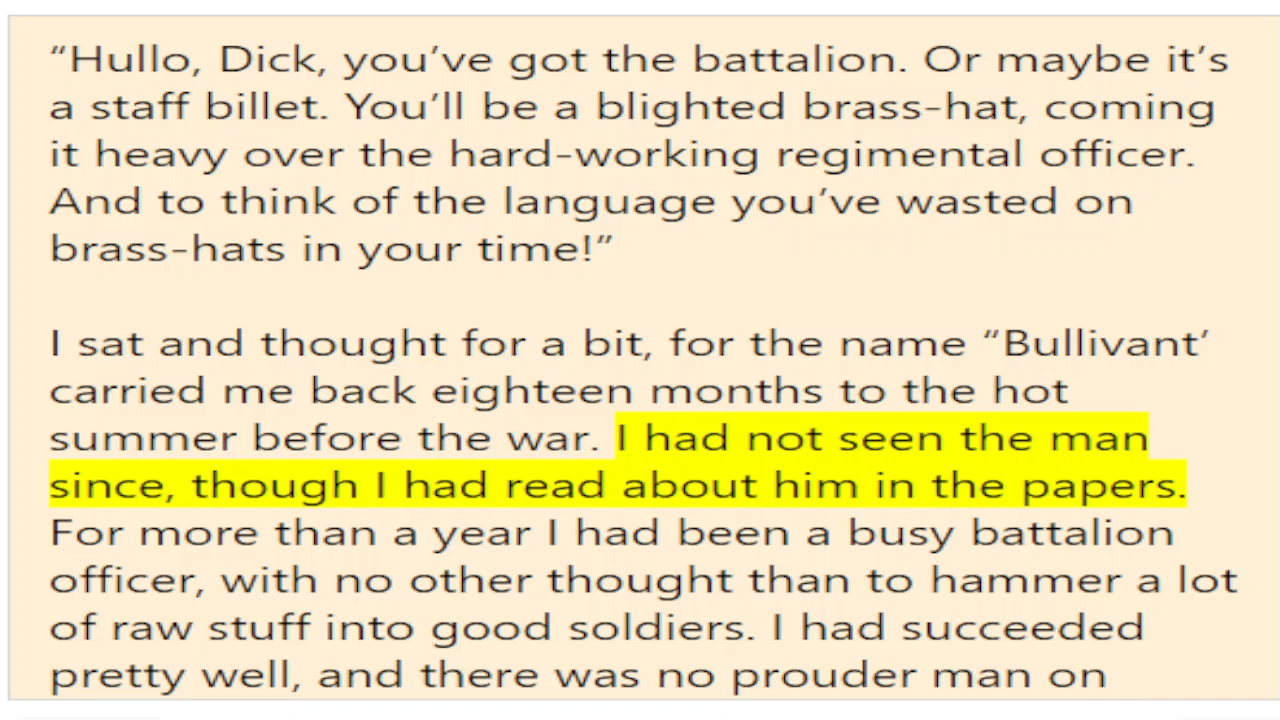 “Hullo, Dick, you’ve got the battalion. Or maybe it’s
a staff billet. You’ll be a blighted brass-hat, coming
it heavy over the hard-working regimental officer.
And to think of the language you’ve wasted on
brass-hats in your time!”
I sat and thought for a bit, for the name “Bullivant’
carried me back eighteen months to the hot
summer before the war. I had not seen the man
since, though I had read about him in the papers.
For more than a year I had been a busy battalion
officer, with no other thought than to hammer a lot
of raw stuff into good soldiers. I had succeeded
pretty well, and there was no prouder man on